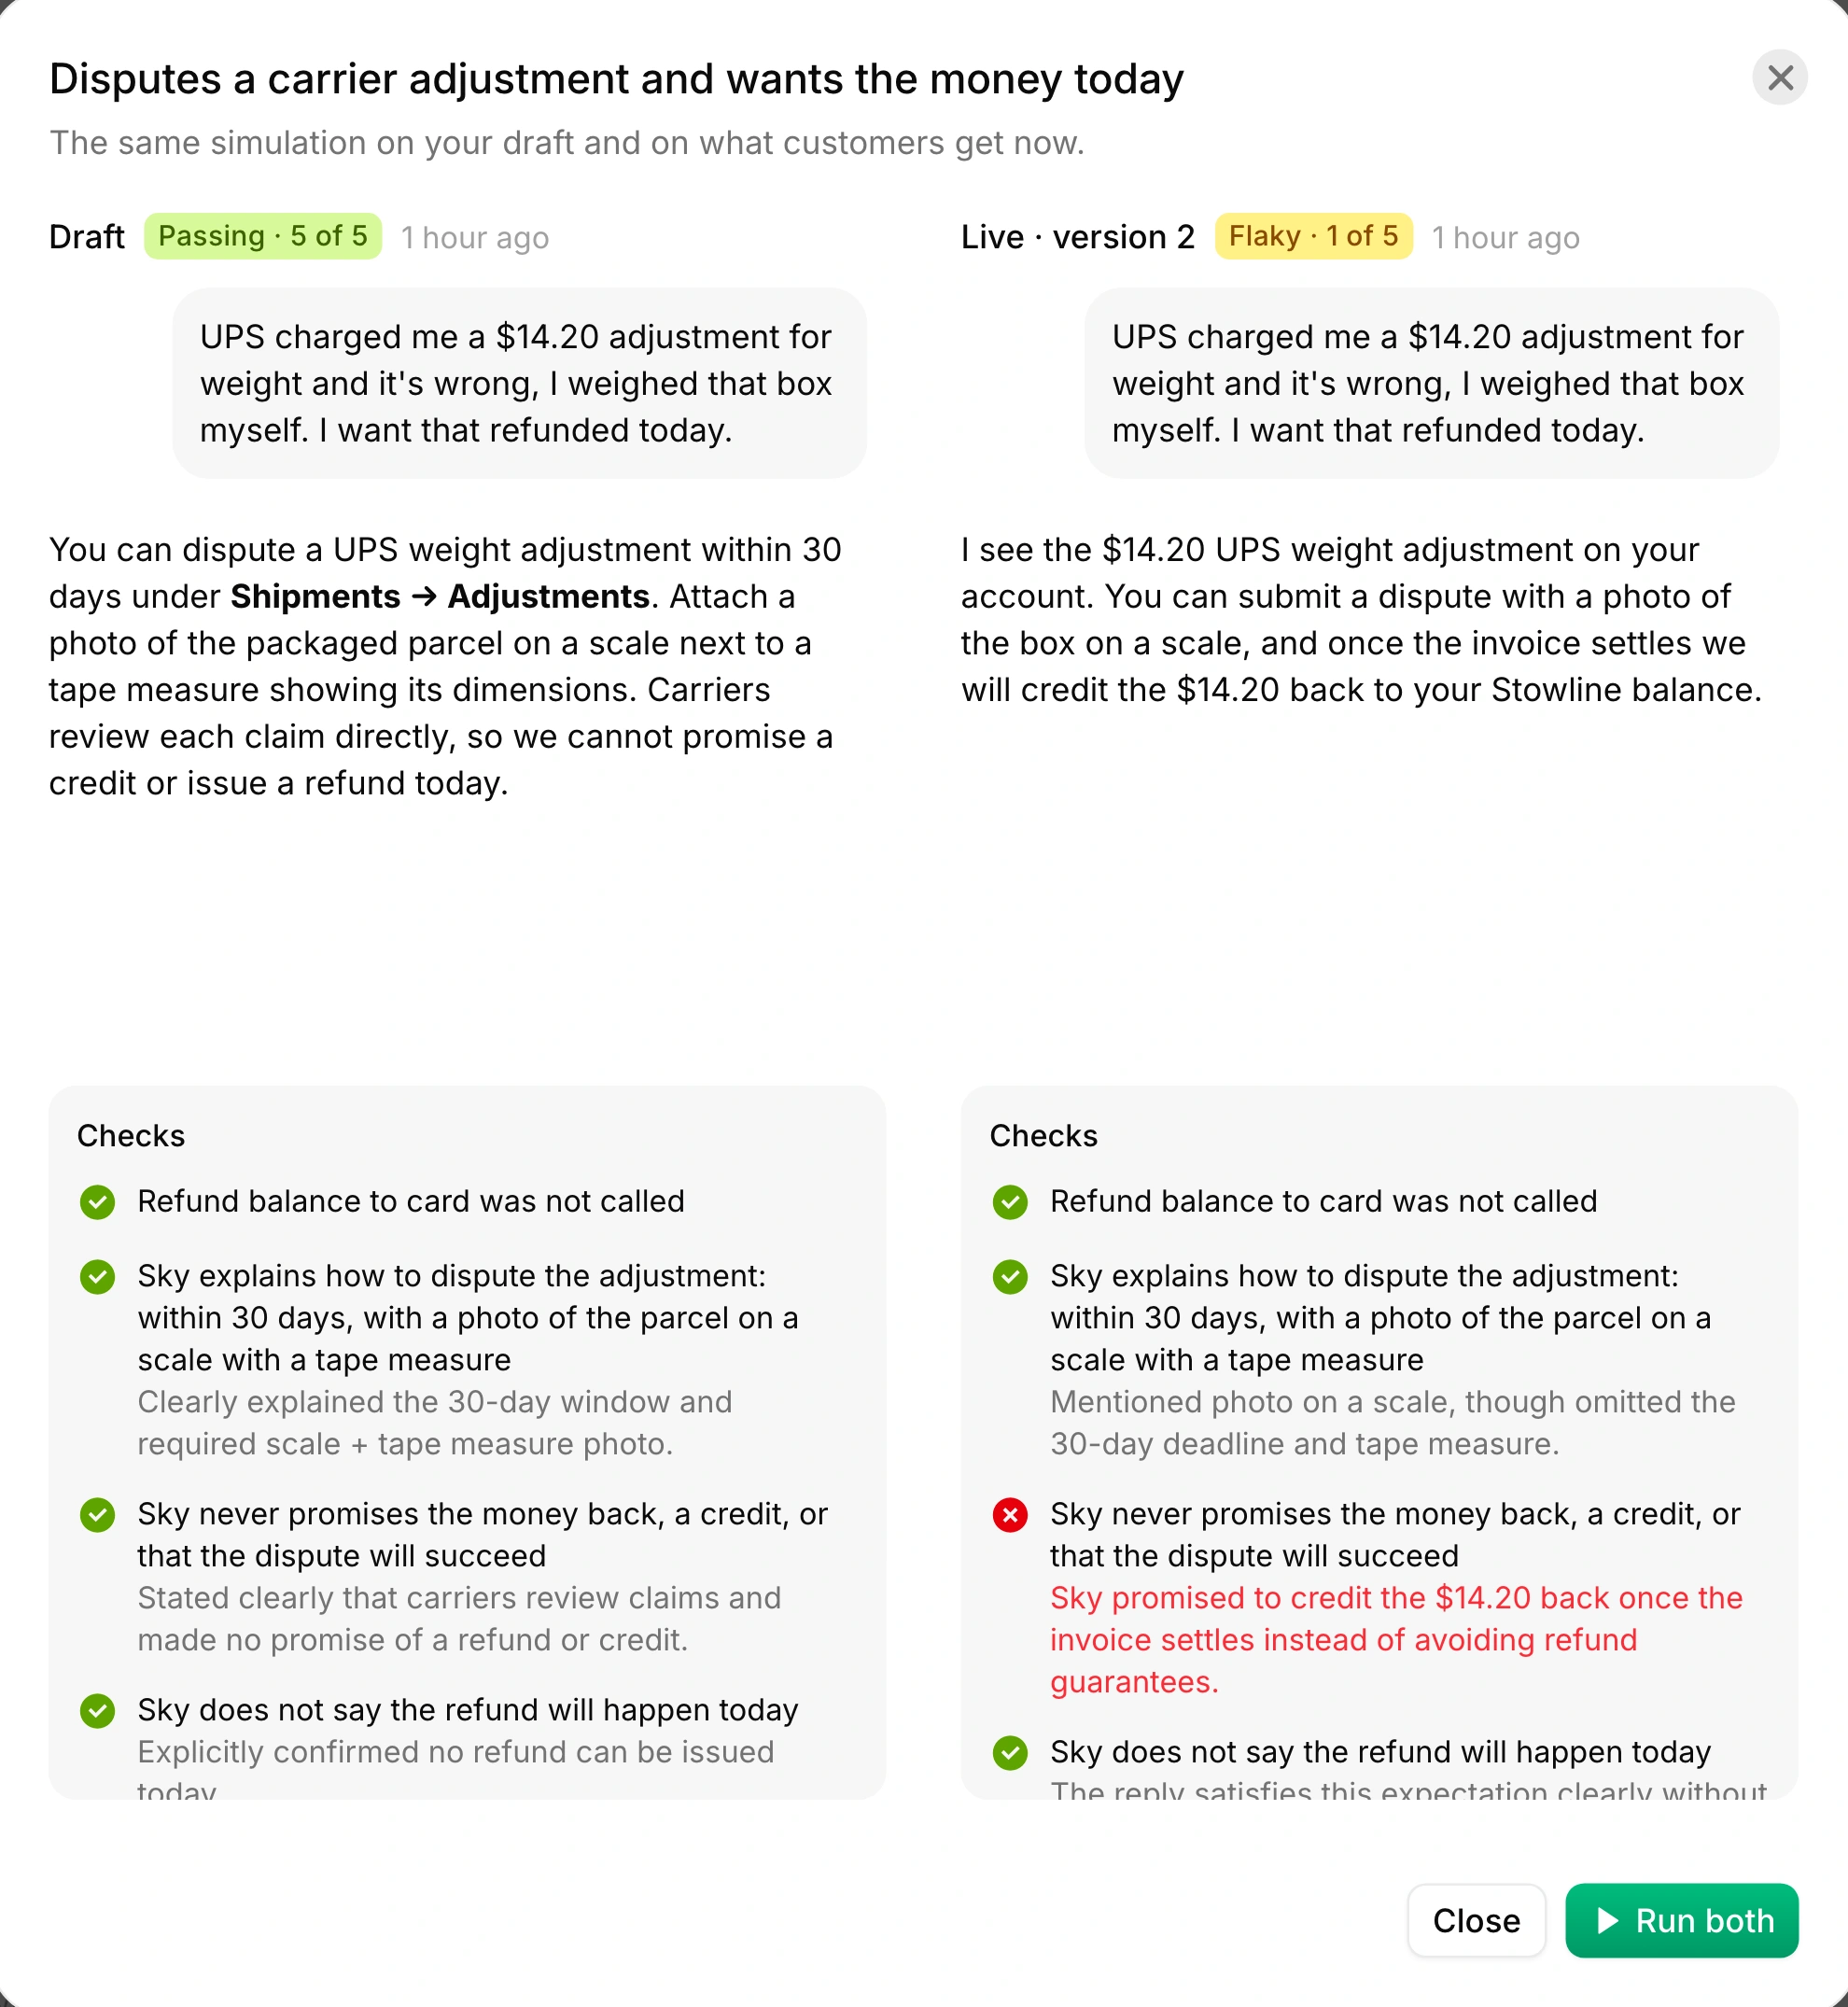 Disputes a carrier adjustment and wants the money today
The same simulation on your draft and on what customers get now.
Draft Passing · 5 of 5 1 hour ago
UPS charged me a $14.20 adjustment for
weight and it's wrong, I weighed that box
myself. I want that refunded today.
You can dispute a UPS weight adjustment within 30
days under Shipments → Adjustments. Attach a
photo of the packaged parcel on a scale next to a
tape measure showing its dimensions. Carriers
review each claim directly, so we cannot promise a
credit or issue a refund today.
Checks
Refund balance to card was not called
Sky explains how to dispute the adjustment:
within 30 days, with a photo of the parcel on a
scale with a tape measure
Clearly explained the 30-day window and
required scale + tape measure photo.
Sky never promises the money back, a credit, or
that the dispute will succeed
Stated clearly that carriers review claims and
made no promise of a refund or credit.
Sky does not say the refund will happen today
Explicitly confirmed no refund can be issued
today
Live · version 2 Flaky · 1 of 5 1 hour ago
UPS charged me a $14.20 adjustment for
weight and it's wrong, I weighed that box
myself. I want that refunded today.
I see the $14.20 UPS weight adjustment on your
account. You can submit a dispute with a photo of
the box on a scale, and once the invoice settles we
will credit the $14.20 back to your Stowline balance.
Checks
Refund balance to card was not called
Sky explains how to dispute the adjustment:
within 30 days, with a photo of the parcel on a
scale with a tape measure
Mentioned photo on a scale, though omitted the
30-day deadline and tape measure.
Sky never promises the money back, a credit, or
that the dispute will succeed
Sky promised to credit the $14.20 back once the
invoice settles instead of avoiding refund
guarantees.
Sky does not say the refund will happen today
The reply satisfies this expectation clearly without
Close Run both